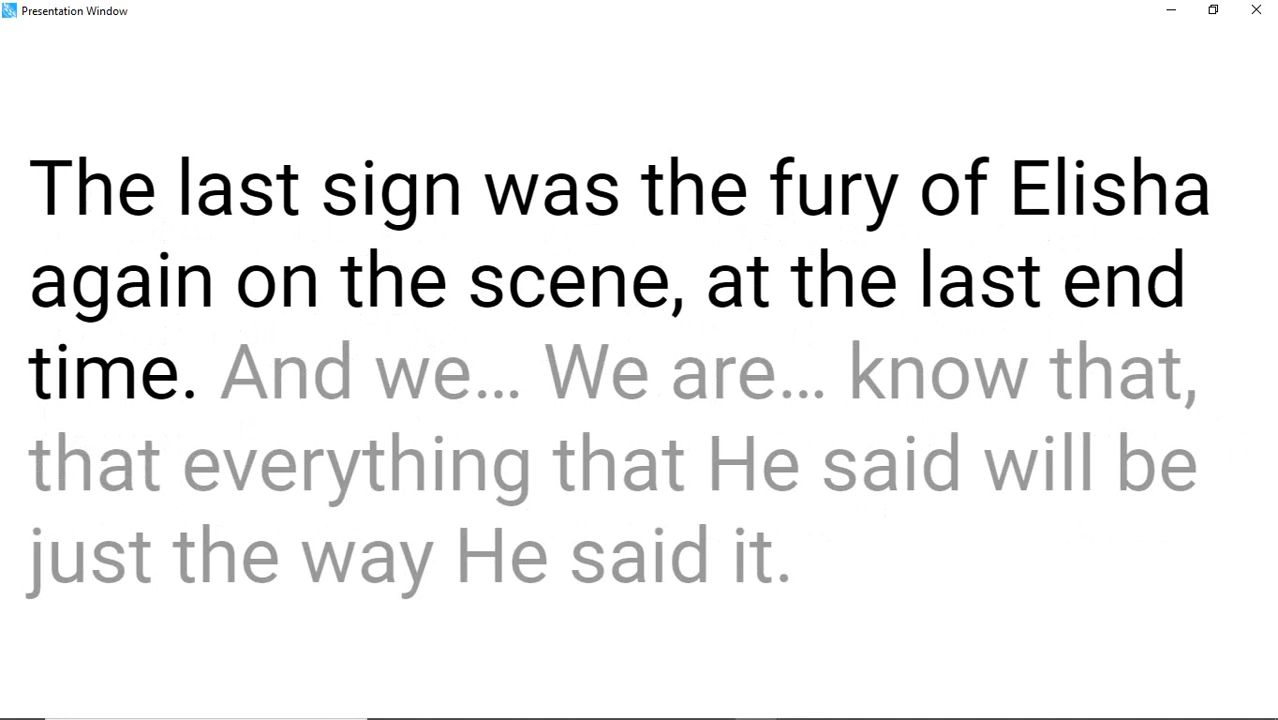 Presentation Window
The last sign was the fury of Elisha
again on the scene, at the last end
time. And we… We are… know that,
that everything that He said will be
just the way He said it.